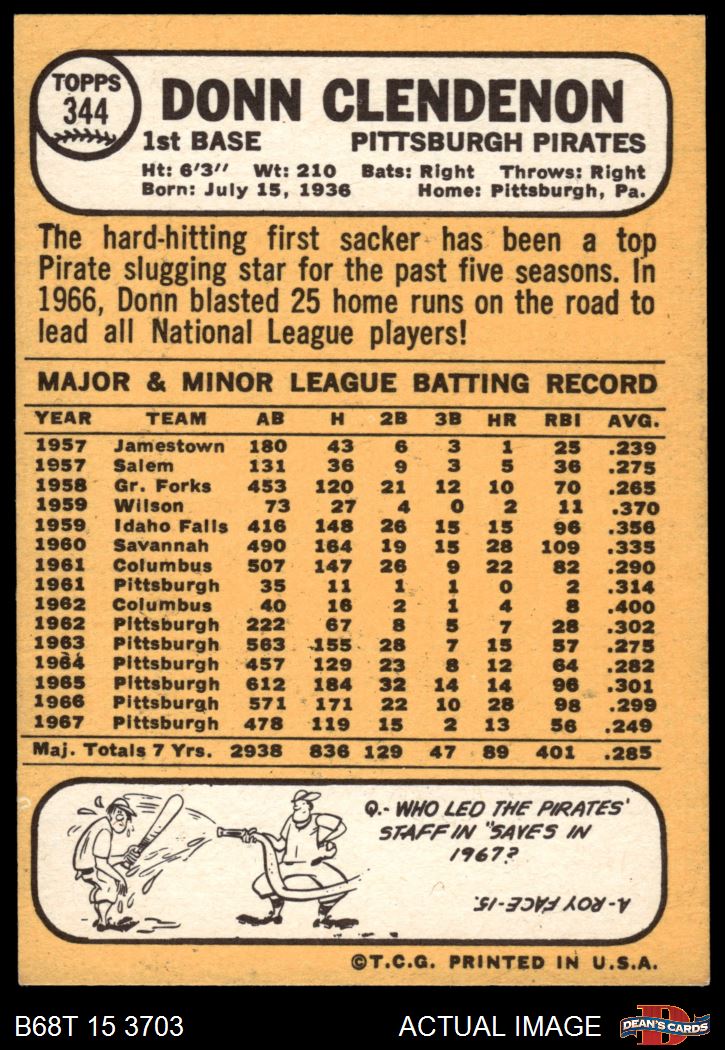 TOPPS
344
DONN CLENDENON
1st BASE PITTSBURGH PIRATES
Ht: 6'3" Wt: 210 Bats: Right Throws: Right
Born: July 15, 1936 Home: Pittsburgh, Pa.
The hard-hitting first sacker has been a top
Pirate slugging star for the past five seasons. In
1966, Donn blasted 25 home runs on the road to
lead all National League players!
MAJOR & MINOR LEAGUE BATTING RECORD
YEAR TEAM AB H 2B 3B HR RBI AVG.
1957 Jamestown 180 43 6 3 1 25 .239
1957 Salem 131 36 9 3 5 36 .275
1958 Gr. Forks 453 120 21 12 10 70 .265
1959 Wilson 73 27 4 0 2 11 .370
1959 Idaho Falls 416 148 26 15 15 96 .356
1960 Savannah 490 164 19 15 28 109 .335
1961 Columbus 507 147 26 9 22 82 .290
1961 Pittsburgh 35 11 1 1 0 2 .314
1962 Columbus 40 16 2 1 4 8 .400
1962 Pittsburgh 222 67 8 5 7 28 .302
1963 Pittsburgh 563 155 28 7 15 57 .275
1964 Pittsburgh 457 129 23 8 12 64 .282
1965 Pittsburgh 612 184 32 14 14 96 .301
1966 Pittsburgh 571 171 22 10 28 98 .299
1967 Pittsburgh 478 119 15 2 13 56 .249
Maj. Totals 7 Yrs. 2938 836 129 47 89 401 .285
Q.- WHO LED THE PIRATES'
STAFF IN "SAVES IN
1967?
A- ROY FACE-15.
©T.C.G. PRINTED IN U.S.A.
B68T 15 3703 ACTUAL IMAGE D DEAN'S CARDS